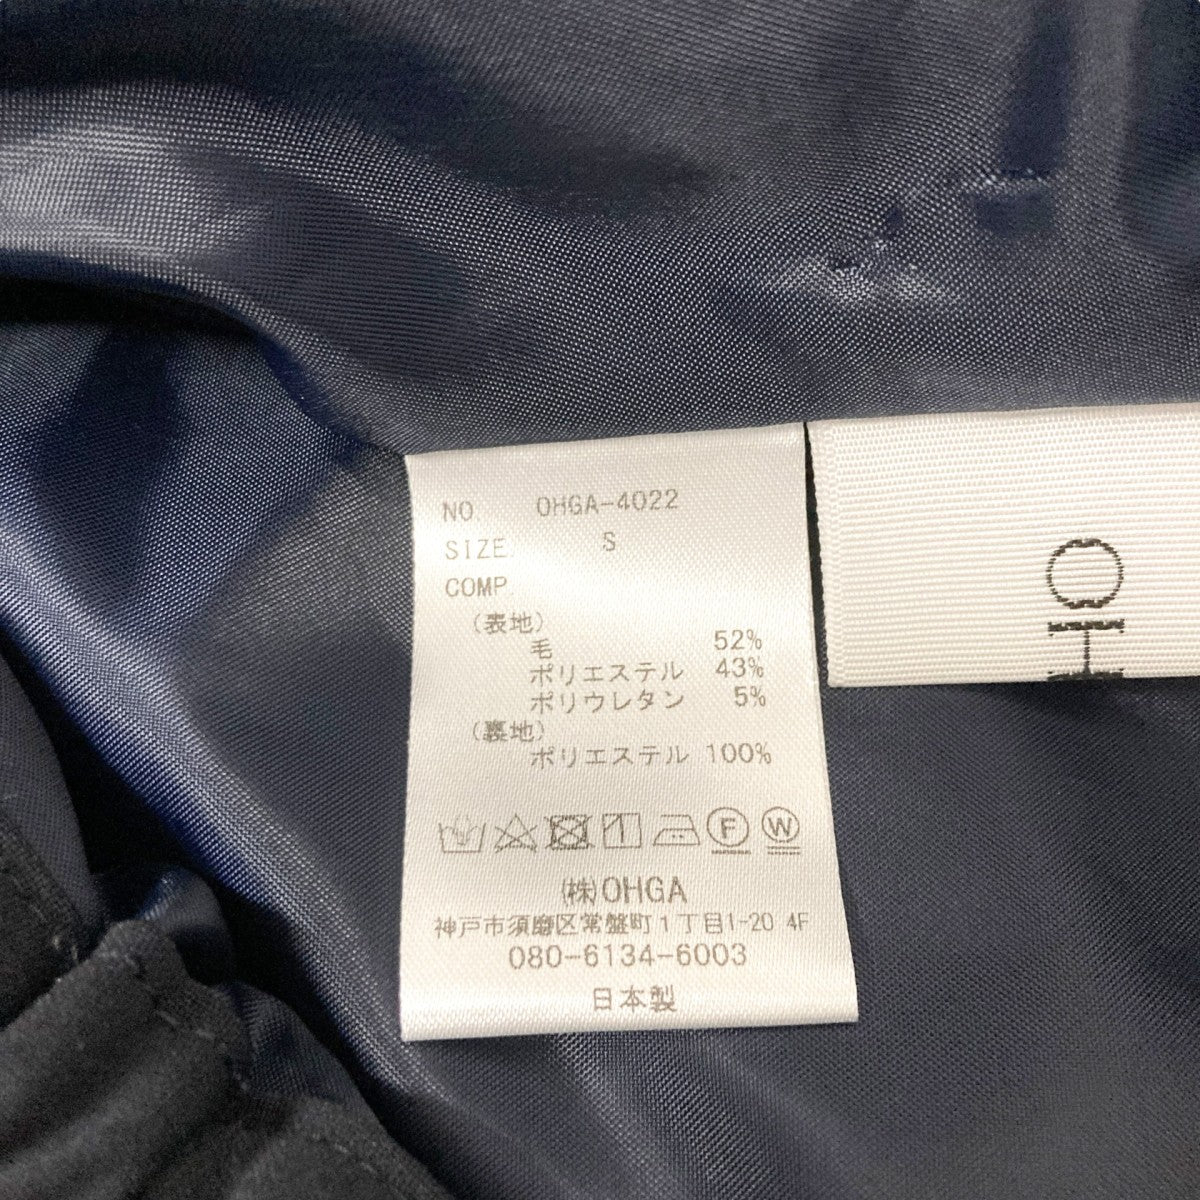 NO. OHGA-4022
SIZE. S
COMP.
(表地)
毛 52%
ポリエステル 43%
ポリウレタン 5%
(裏地)
ポリエステル 100%
F W
(株)OHGA
神戸市須磨区常盤町1丁目1-20 4F
080-6134-6003
日本製
OH